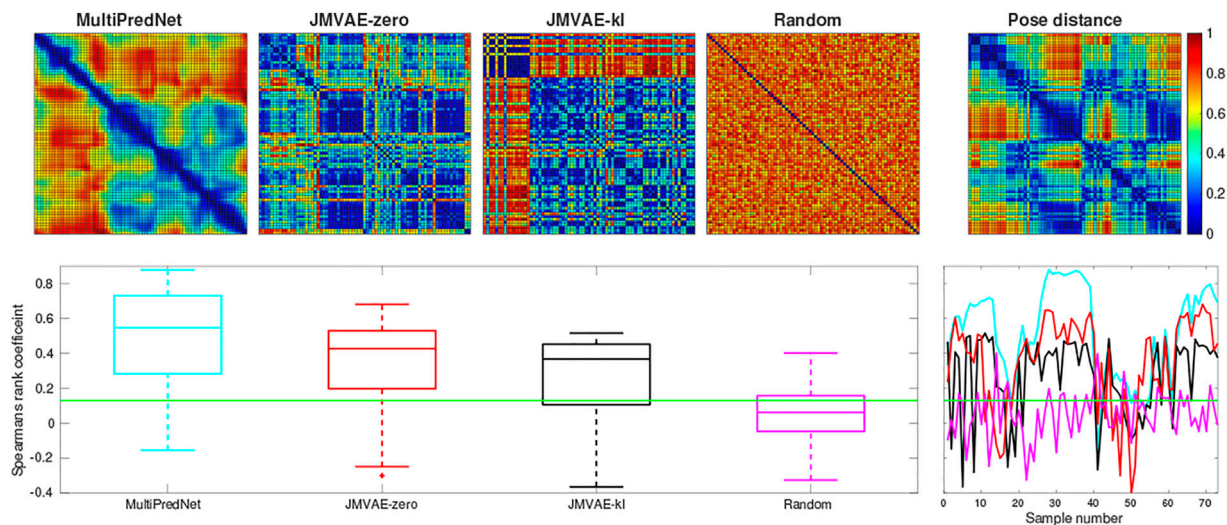 MultiPredNet JMVAE-zero JMVAE-kl Random Pose distance
1
0.8
0.6
0.4
0.2
0
Spearmans rank coefficeint
0.8
0.6
0.4
0.2
0
-0.2
-0.4
MultiPredNet JMVAE-zero JMVAE-kl Random
0 10 20 30 40 50 60 70
Sample number